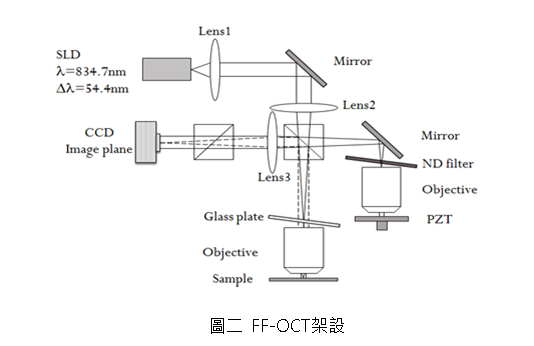 Lens1
SLD
λ=834.7nm
Δλ=54.4nm
Mirror
Lens2
CCD
Image plane
Mirror
ND filter
Lens3
Objective
Glass plate
PZT
Objective
Sample
圖二 FF-OCT架設